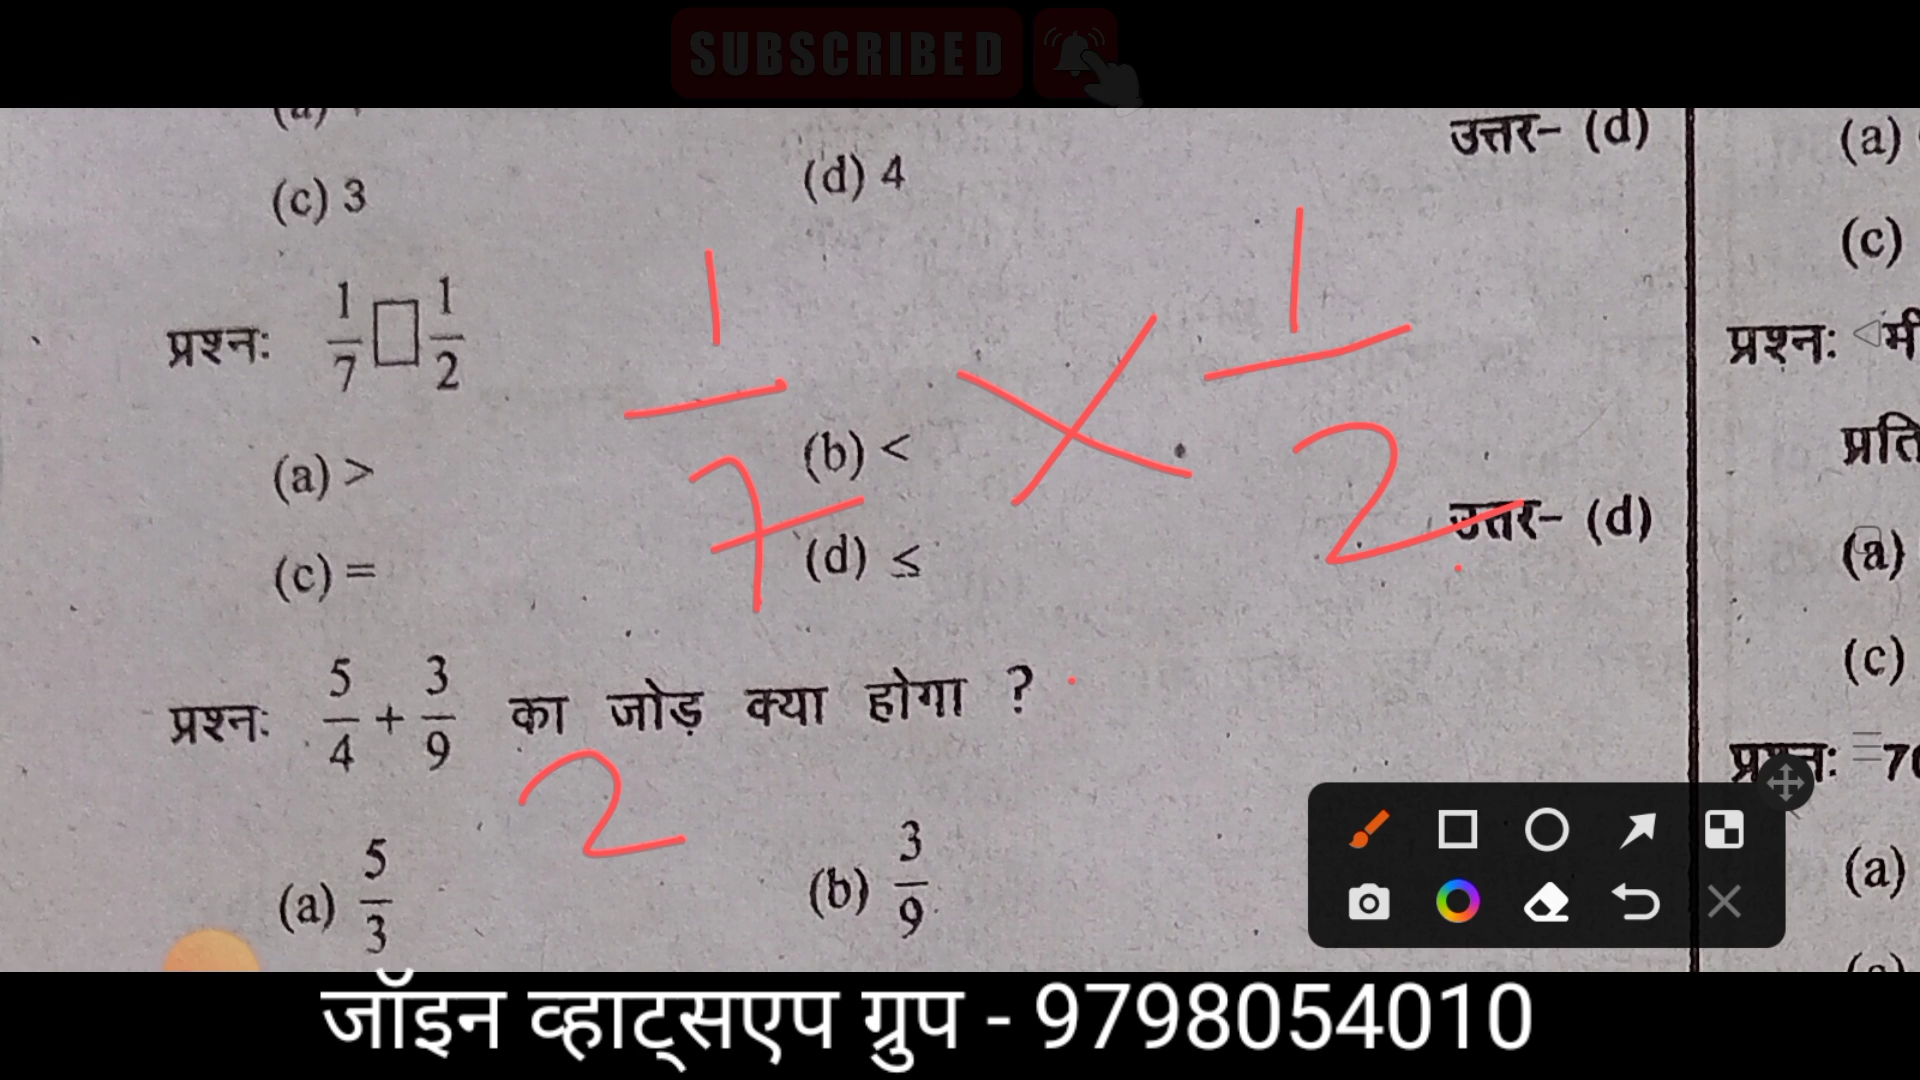 SUBSCRIBED
(c) 3
(d) 4
उत्तर- (d)
प्रश्न: 1/7 □ 1/2
1/7 × 1/2
(a) >
(b) <
(c) =
(d) ≤
उत्तर- (d)
प्रश्न: 5/4 + 3/9 का जोड़ क्या होगा ?
2
(a) 5/3
(b) 3/9
(a)
(c)
प्रश्न:
(a)
(c)
(a)
जॉइन व्हाट्सएप ग्रुप - 9798054010